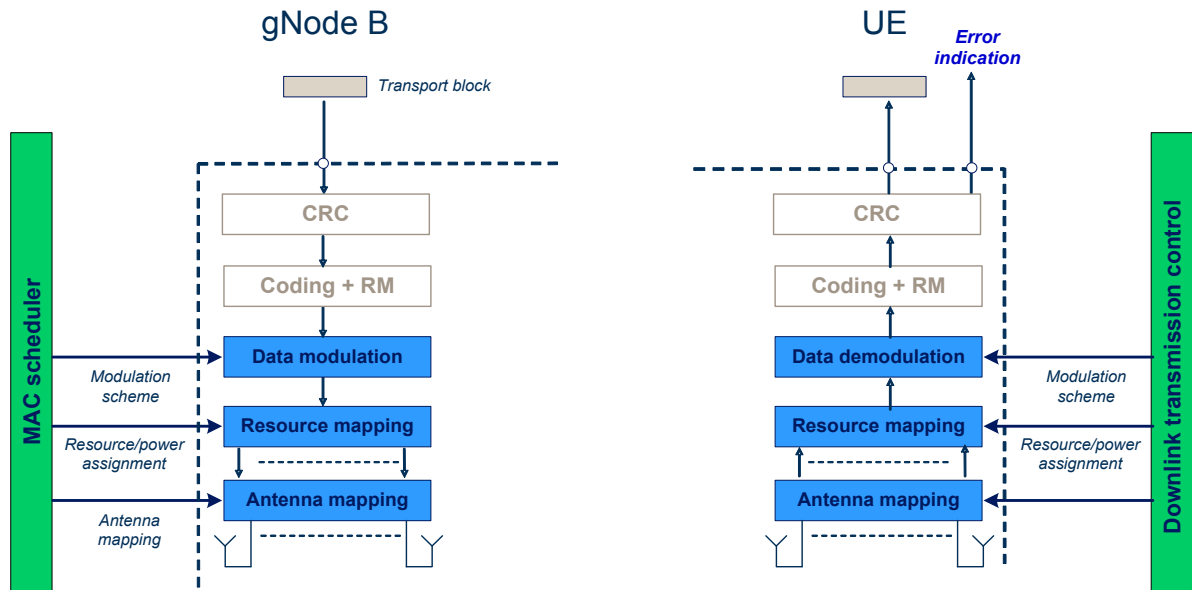 gNode B
UE
Error
indication
Transport block
MAC scheduler
CRC
Coding + RM
Data modulation
Modulation
scheme
Resource mapping
Resource/power
assignment
Antenna mapping
Antenna
mapping
CRC
Coding + RM
Data demodulation
Modulation
scheme
Resource mapping
Resource/power
assignment
Antenna mapping
Downlink transmission control